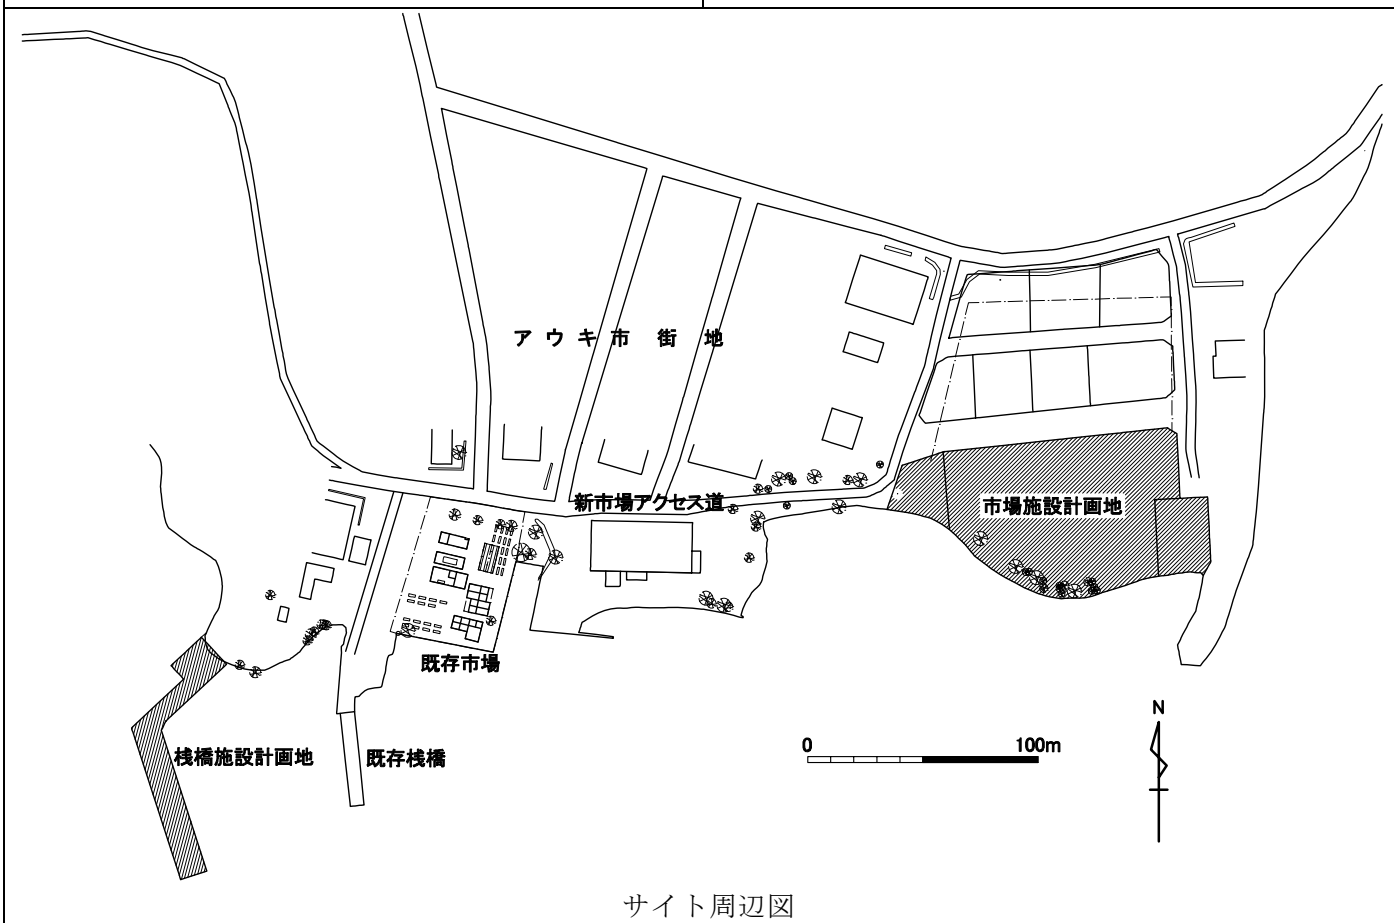 アウキ市街地
新市場アクセス道
市場施設計画地
既存市場
桟橋施設計画地
既存桟橋
0 100m
N
サイト周辺図